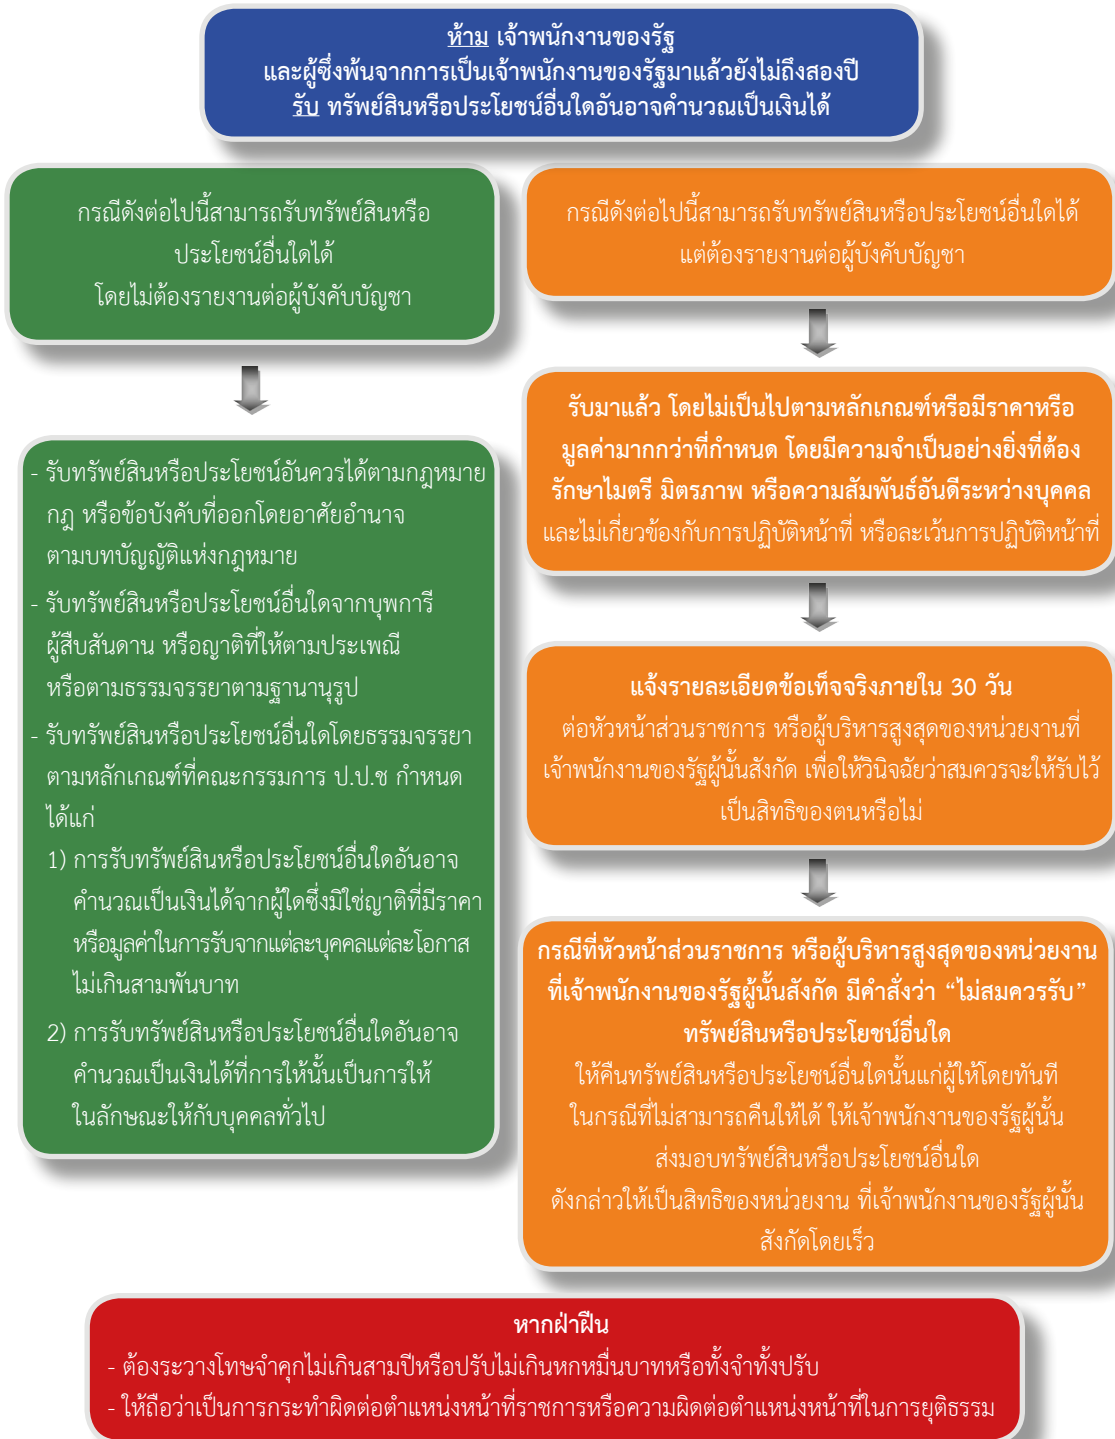 ห้าม เจ้าพนักงานของรัฐ
และผู้ซึ่งพ้นจากการเป็นเจ้าพนักงานของรัฐมาแล้วยังไม่ถึงสองปี
รับ ทรัพย์สินหรือประโยชน์อื่นใดอันอาจคำนวณเป็นเงินได้
กรณีดังต่อไปนี้สามารถรับทรัพย์สินหรือ
ประโยชน์อื่นใดได้
โดยไม่ต้องรายงานต่อผู้บังคับบัญชา
- รับทรัพย์สินหรือประโยชน์อันควรได้ตามกฎหมาย
กฎ หรือข้อบังคับที่ออกโดยอาศัยอำนาจ
ตามบทบัญญัติแห่งกฎหมาย
- รับทรัพย์สินหรือประโยชน์อื่นใดจากบุพการี
ผู้สืบสันดาน หรือญาติที่ให้ตามประเพณี
หรือตามธรรมจรรยาตามฐานานุรูป
- รับทรัพย์สินหรือประโยชน์อื่นใดโดยธรรมจรรยา
ตามหลักเกณฑ์ที่คณะกรรมการ ป.ป.ช กำหนด
ได้แก่
1) การรับทรัพย์สินหรือประโยชน์อื่นใดอันอาจ
คำนวณเป็นเงินได้จากผู้ใดซึ่งมิใช่ญาติที่มีราคา
หรือมูลค่าในการรับจากแต่ละบุคคลแต่ละโอกาส
ไม่เกินสามพันบาท
2) การรับทรัพย์สินหรือประโยชน์อื่นใดอันอาจ
คำนวณเป็นเงินได้ที่การให้นั้นเป็นการให้
ในลักษณะให้กับบุคคลทั่วไป
กรณีดังต่อไปนี้สามารถรับทรัพย์สินหรือประโยชน์อื่นใดได้
แต่ต้องรายงานต่อผู้บังคับบัญชา
รับมาแล้ว โดยไม่เป็นไปตามหลักเกณฑ์หรือมีราคาหรือ
มูลค่ามากกว่าที่กำหนด โดยมีความจำเป็นอย่างยิ่งที่ต้อง
รักษาไมตรี มิตรภาพ หรือความสัมพันธ์อันดีระหว่างบุคคล
และไม่เกี่ยวข้องกับการปฏิบัติหน้าที่ หรือละเว้นการปฏิบัติหน้าที่
แจ้งรายละเอียดข้อเท็จจริงภายใน 30 วัน
ต่อหัวหน้าส่วนราชการ หรือผู้บริหารสูงสุดของหน่วยงานที่
เจ้าพนักงานของรัฐผู้นั้นสังกัด เพื่อให้วินิจฉัยว่าสมควรจะให้รับไว้
เป็นสิทธิของตนหรือไม่
กรณีที่หัวหน้าส่วนราชการ หรือผู้บริหารสูงสุดของหน่วยงาน
ที่เจ้าพนักงานของรัฐผู้นั้นสังกัด มีคำสั่งว่า “ไม่สมควรรับ”
ทรัพย์สินหรือประโยชน์อื่นใด
ให้คืนทรัพย์สินหรือประโยชน์อื่นใดนั้นแก่ผู้ให้โดยทันที
ในกรณีที่ไม่สามารถคืนให้ได้ ให้เจ้าพนักงานของรัฐผู้นั้น
ส่งมอบทรัพย์สินหรือประโยชน์อื่นใด
ดังกล่าวให้เป็นสิทธิของหน่วยงาน ที่เจ้าพนักงานของรัฐผู้นั้น
สังกัดโดยเร็ว
หากฝ่าฝืน
- ต้องระวางโทษจำคุกไม่เกินสามปีหรือปรับไม่เกินหกหมื่นบาทหรือทั้งจำทั้งปรับ
- ให้ถือว่าเป็นการกระทำผิดต่อตำแหน่งหน้าที่ราชการหรือความผิดต่อตำแหน่งหน้าที่ในการยุติธรรม